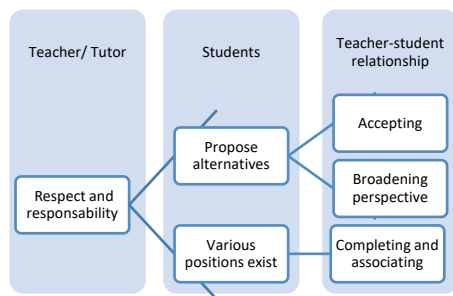 Teacher/ Tutor
Students
Teacher-student
relationship
Respect and
responsability
Propose
alternatives
Various
positions exist
Accepting
Broadening
perspective
Completing and
associating